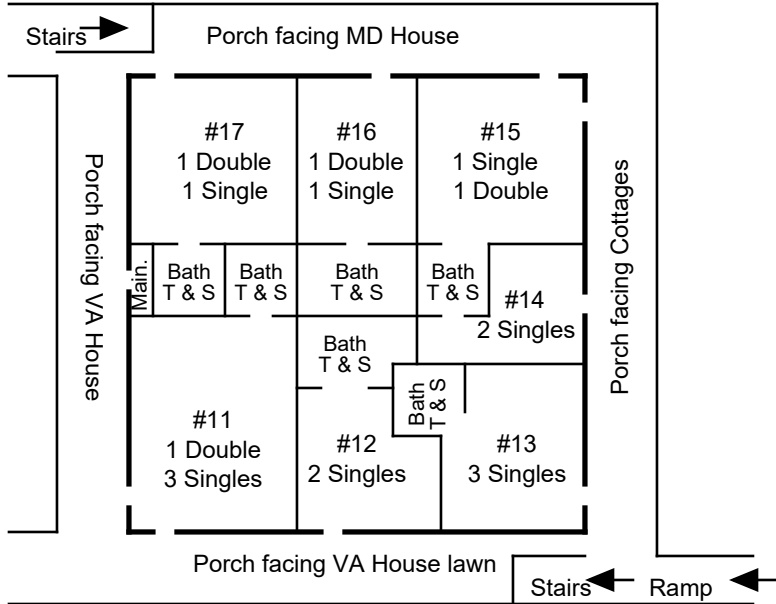 Stairs
Porch facing MD House
#17
1 Double
1 Single
#16
1 Double
1 Single
#15
1 Single
1 Double
Porch facing VA House
Porch facing Cottages
Main.
Bath
T & S
Bath
T & S
Bath
T & S
Bath
T & S
#14
2 Singles
Bath
T & S
Bath
T & S
#11
1 Double
3 Singles
#12
2 Singles
#13
3 Singles
Porch facing VA House lawn
Stairs
Ramp